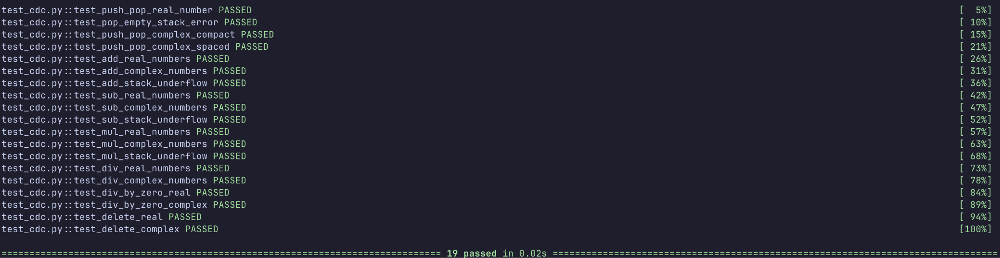 test_cdc.py::test_push_pop_real_number PASSED [  5%]
test_cdc.py::test_pop_empty_stack_error PASSED [ 10%]
test_cdc.py::test_push_pop_complex_compact PASSED [ 15%]
test_cdc.py::test_push_pop_complex_spaced PASSED [ 21%]
test_cdc.py::test_add_real_numbers PASSED [ 26%]
test_cdc.py::test_add_complex_numbers PASSED [ 31%]
test_cdc.py::test_add_stack_underflow PASSED [ 36%]
test_cdc.py::test_sub_real_numbers PASSED [ 42%]
test_cdc.py::test_sub_complex_numbers PASSED [ 47%]
test_cdc.py::test_sub_stack_underflow PASSED [ 52%]
test_cdc.py::test_mul_real_numbers PASSED [ 57%]
test_cdc.py::test_mul_complex_numbers PASSED [ 63%]
test_cdc.py::test_mul_stack_underflow PASSED [ 68%]
test_cdc.py::test_div_real_numbers PASSED [ 73%]
test_cdc.py::test_div_complex_numbers PASSED [ 78%]
test_cdc.py::test_div_by_zero_real PASSED [ 84%]
test_cdc.py::test_div_by_zero_complex PASSED [ 89%]
test_cdc.py::test_delete_real PASSED [ 94%]
test_cdc.py::test_delete_complex PASSED [100%]
=============================================================================== 19 passed in 0.02s ================================================================================